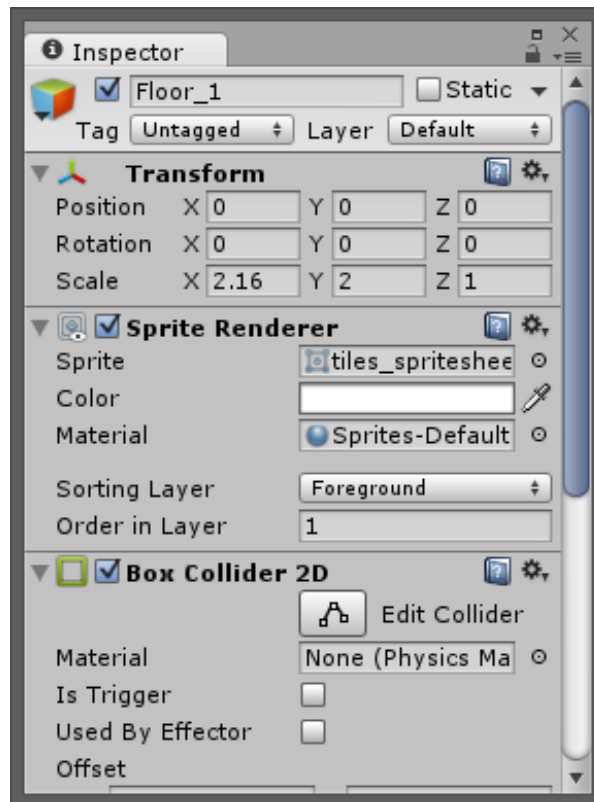 Inspector
Floor_1 Static
Tag Untagged Layer Default
Transform
Position X 0 Y 0 Z 0
Rotation X 0 Y 0 Z 0
Scale X 2.16 Y 2 Z 1
Sprite Renderer
Sprite tiles_spriteshee
Color
Material Sprites-Default
Sorting Layer Foreground
Order in Layer 1
Box Collider 2D
Edit Collider
Material None (Physics Ma
Is Trigger
Used By Effector
Offset